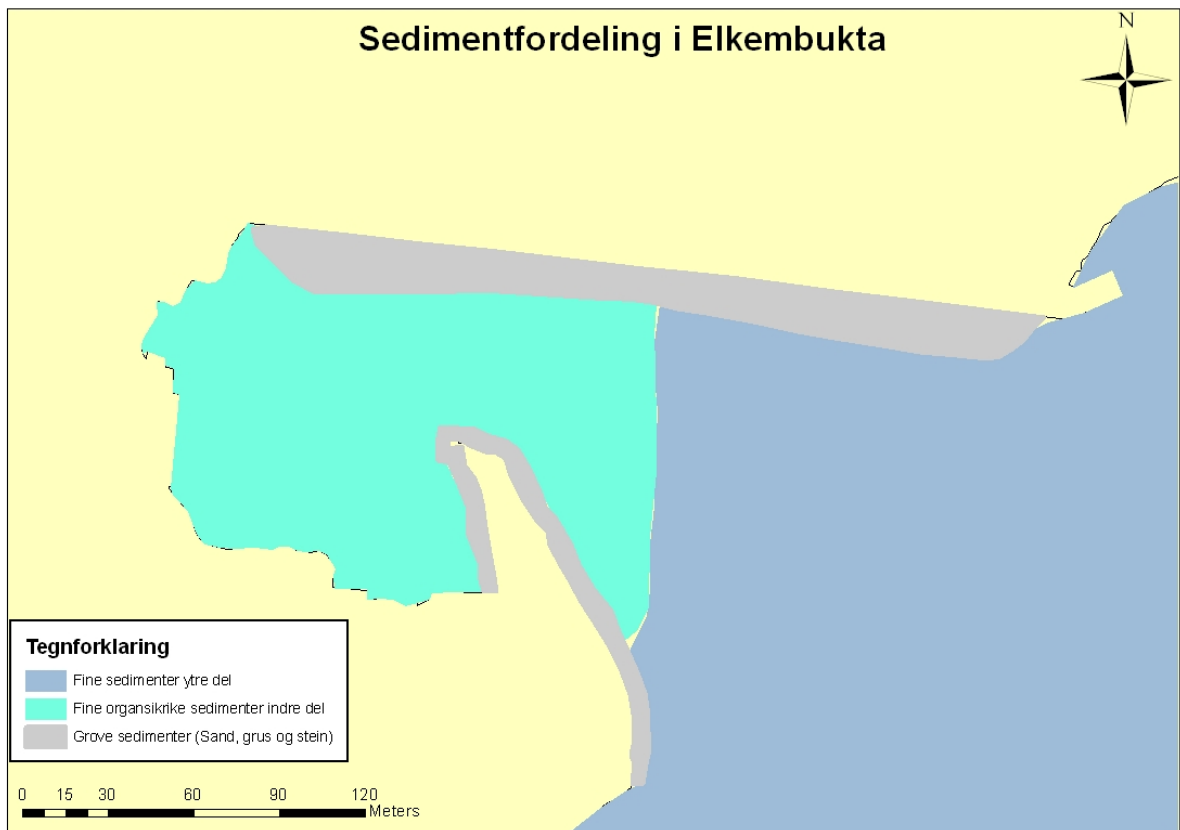 Sedimentfordeling i Elkembukta
N
Tegnforklaring
Fine sedimenter ytre del
Fine organsikrike sedimenter indre del
Grove sedimenter (Sand, grus og stein)
0 15 30 60 90 120
Meters